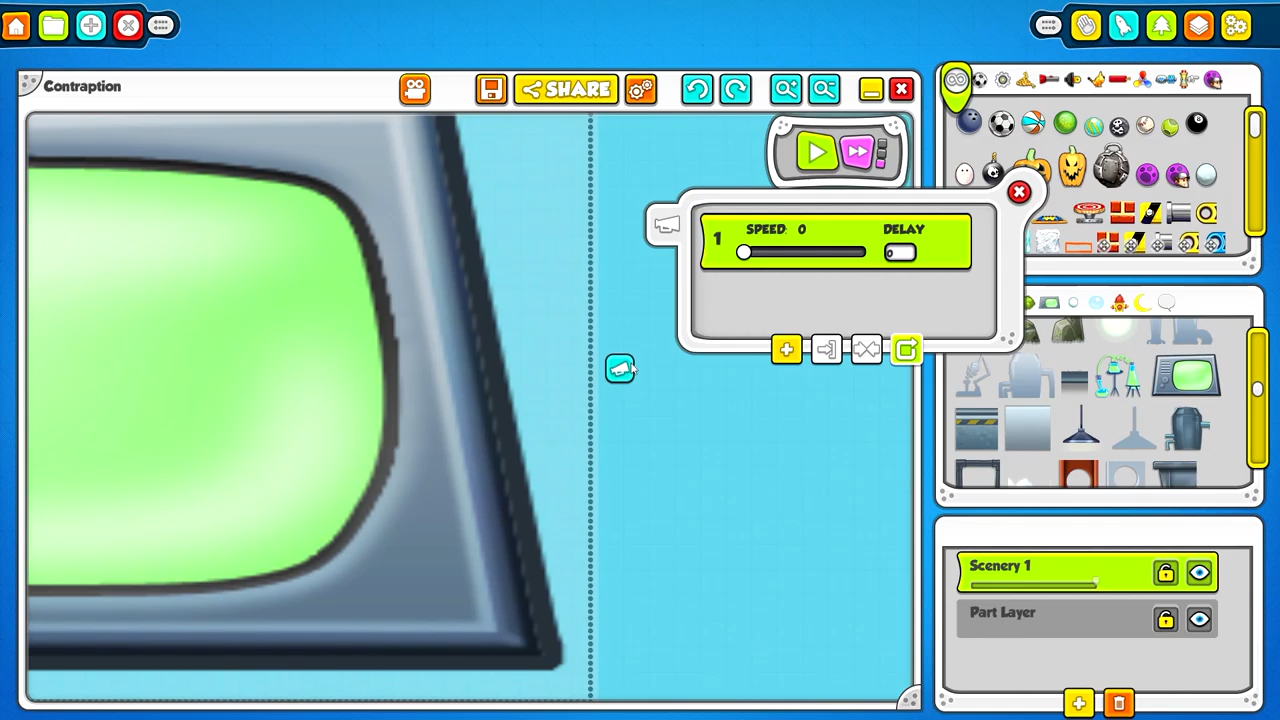 Contraption
SHARE
1
SPEED: 0
DELAY
0
Scenery 1
Part Layer